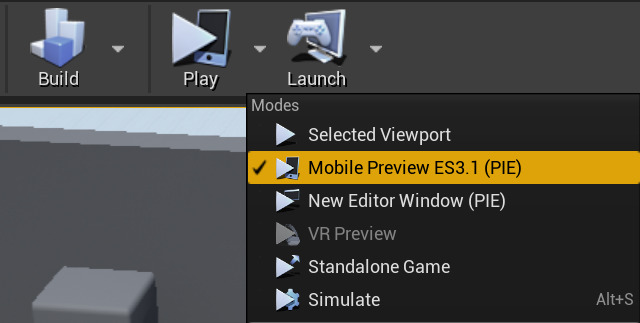 Build
Play
Launch
Modes
Selected Viewport
Mobile Preview ES3.1 (PIE)
New Editor Window (PIE)
VR Preview
Standalone Game
Simulate Alt+S